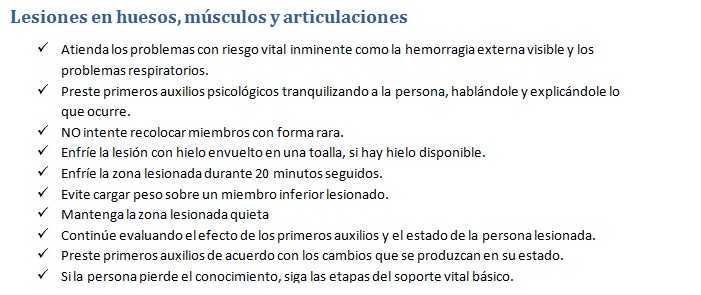 Lesiones en huesos, músculos y articulaciones
✓ Atienda los problemas con riesgo vital inminente como la hemorragia externa visible y los
problemas respiratorios.
✓ Preste primeros auxilios psicológicos tranquilizando a la persona, hablándole y explicándole lo
que ocurre.
✓ NO intente recolocar miembros con forma rara.
✓ Enfríe la lesión con hielo envuelto en una toalla, si hay hielo disponible.
✓ Enfríe la zona lesionada durante 20 minutos seguidos.
✓ Evite cargar peso sobre un miembro inferior lesionado.
✓ Mantenga la zona lesionada quieta
✓ Continúe evaluando el efecto de los primeros auxilios y el estado de la persona lesionada.
✓ Preste primeros auxilios de acuerdo con los cambios que se produzcan en su estado.
✓ Si la persona pierde el conocimiento, siga las etapas del soporte vital básico.